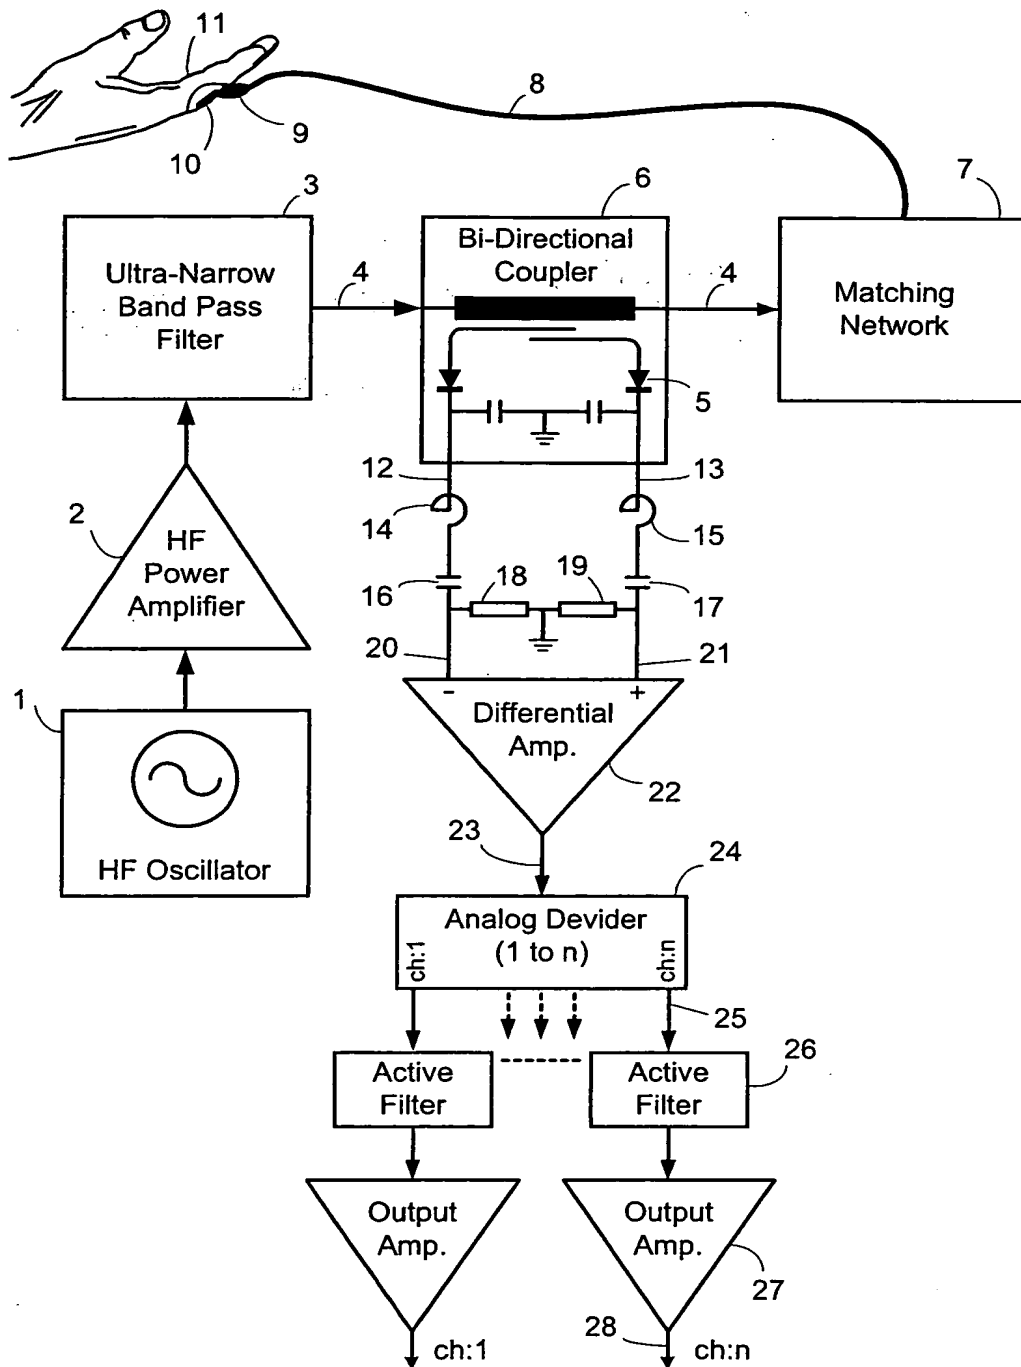 11
8
9
10
3
6
7
Ultra-Narrow
Band Pass
Filter
4
Bi-Directional
Coupler
4
Matching
Network
5
12
13
2
HF
Power
Amplifier
14
15
16
18
19
17
20
21
1
- +
Differential
Amp.
22
HF Oscillator
23
24
Analog Devider
(1 to n)
ch:1
ch:n
25
26
Active
Filter
Active
Filter
Output
Amp.
Output
Amp.
27
28
ch:1
ch:n